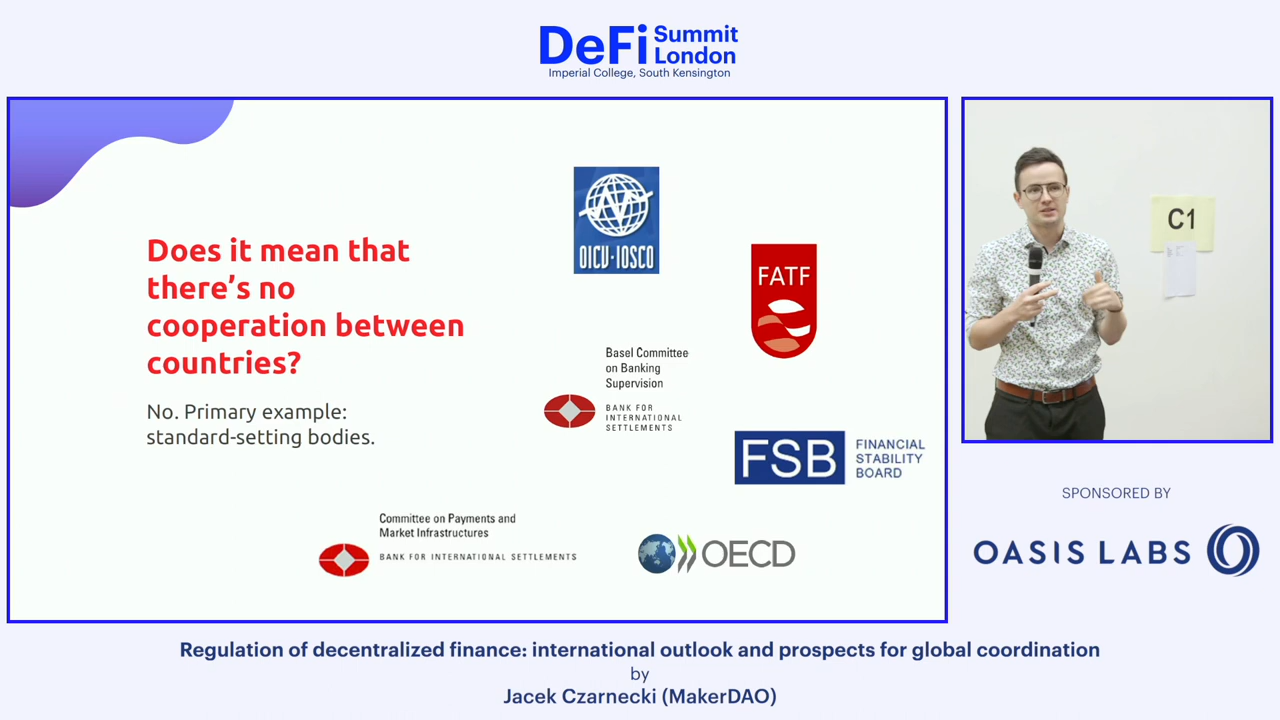 DeFi Summit
London
Imperial College, South Kensington
Does it mean that
there's no
cooperation between
countries?
No. Primary example:
standard-setting bodies.
OICV-IOSCO
FATF
Basel Committee
on Banking
Supervision
BANK FOR
INTERNATIONAL
SETTLEMENTS
FSB
FINANCIAL
STABILITY
BOARD
Committee on Payments and
Market Infrastructures
BANK FOR INTERNATIONAL SETTLEMENTS
OECD
C1
SPONSORED BY
OASIS LABS
Regulation of decentralized finance: international outlook and prospects for global coordination
by
Jacek Czarnecki (MakerDAO)